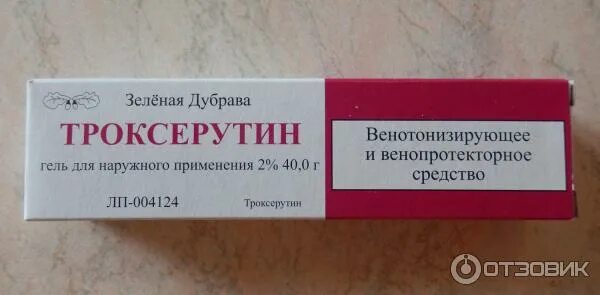 Зелёная Дубрава
ТРОКСЕРУТИН
гель для наружного применения 2% 40,0 г
ЛП-004124 Троксерутин
Венотонизирующее
и венопротекторное
средство
ОТЗОВИК